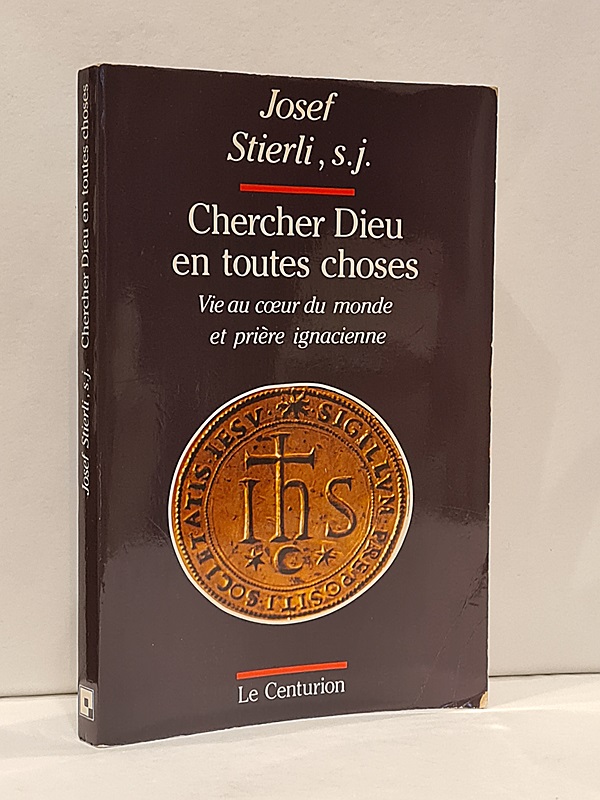 Josef
Stierli, s.j.
Chercher Dieu
en toutes choses
Vie au cœur du monde
et prière ignacienne
SIGILLVM · PREPOSITI · SOCIETATIS · IESV ·
ihs
Le Centurion
Josef Stierli, s.j. Chercher Dieu en toutes choses